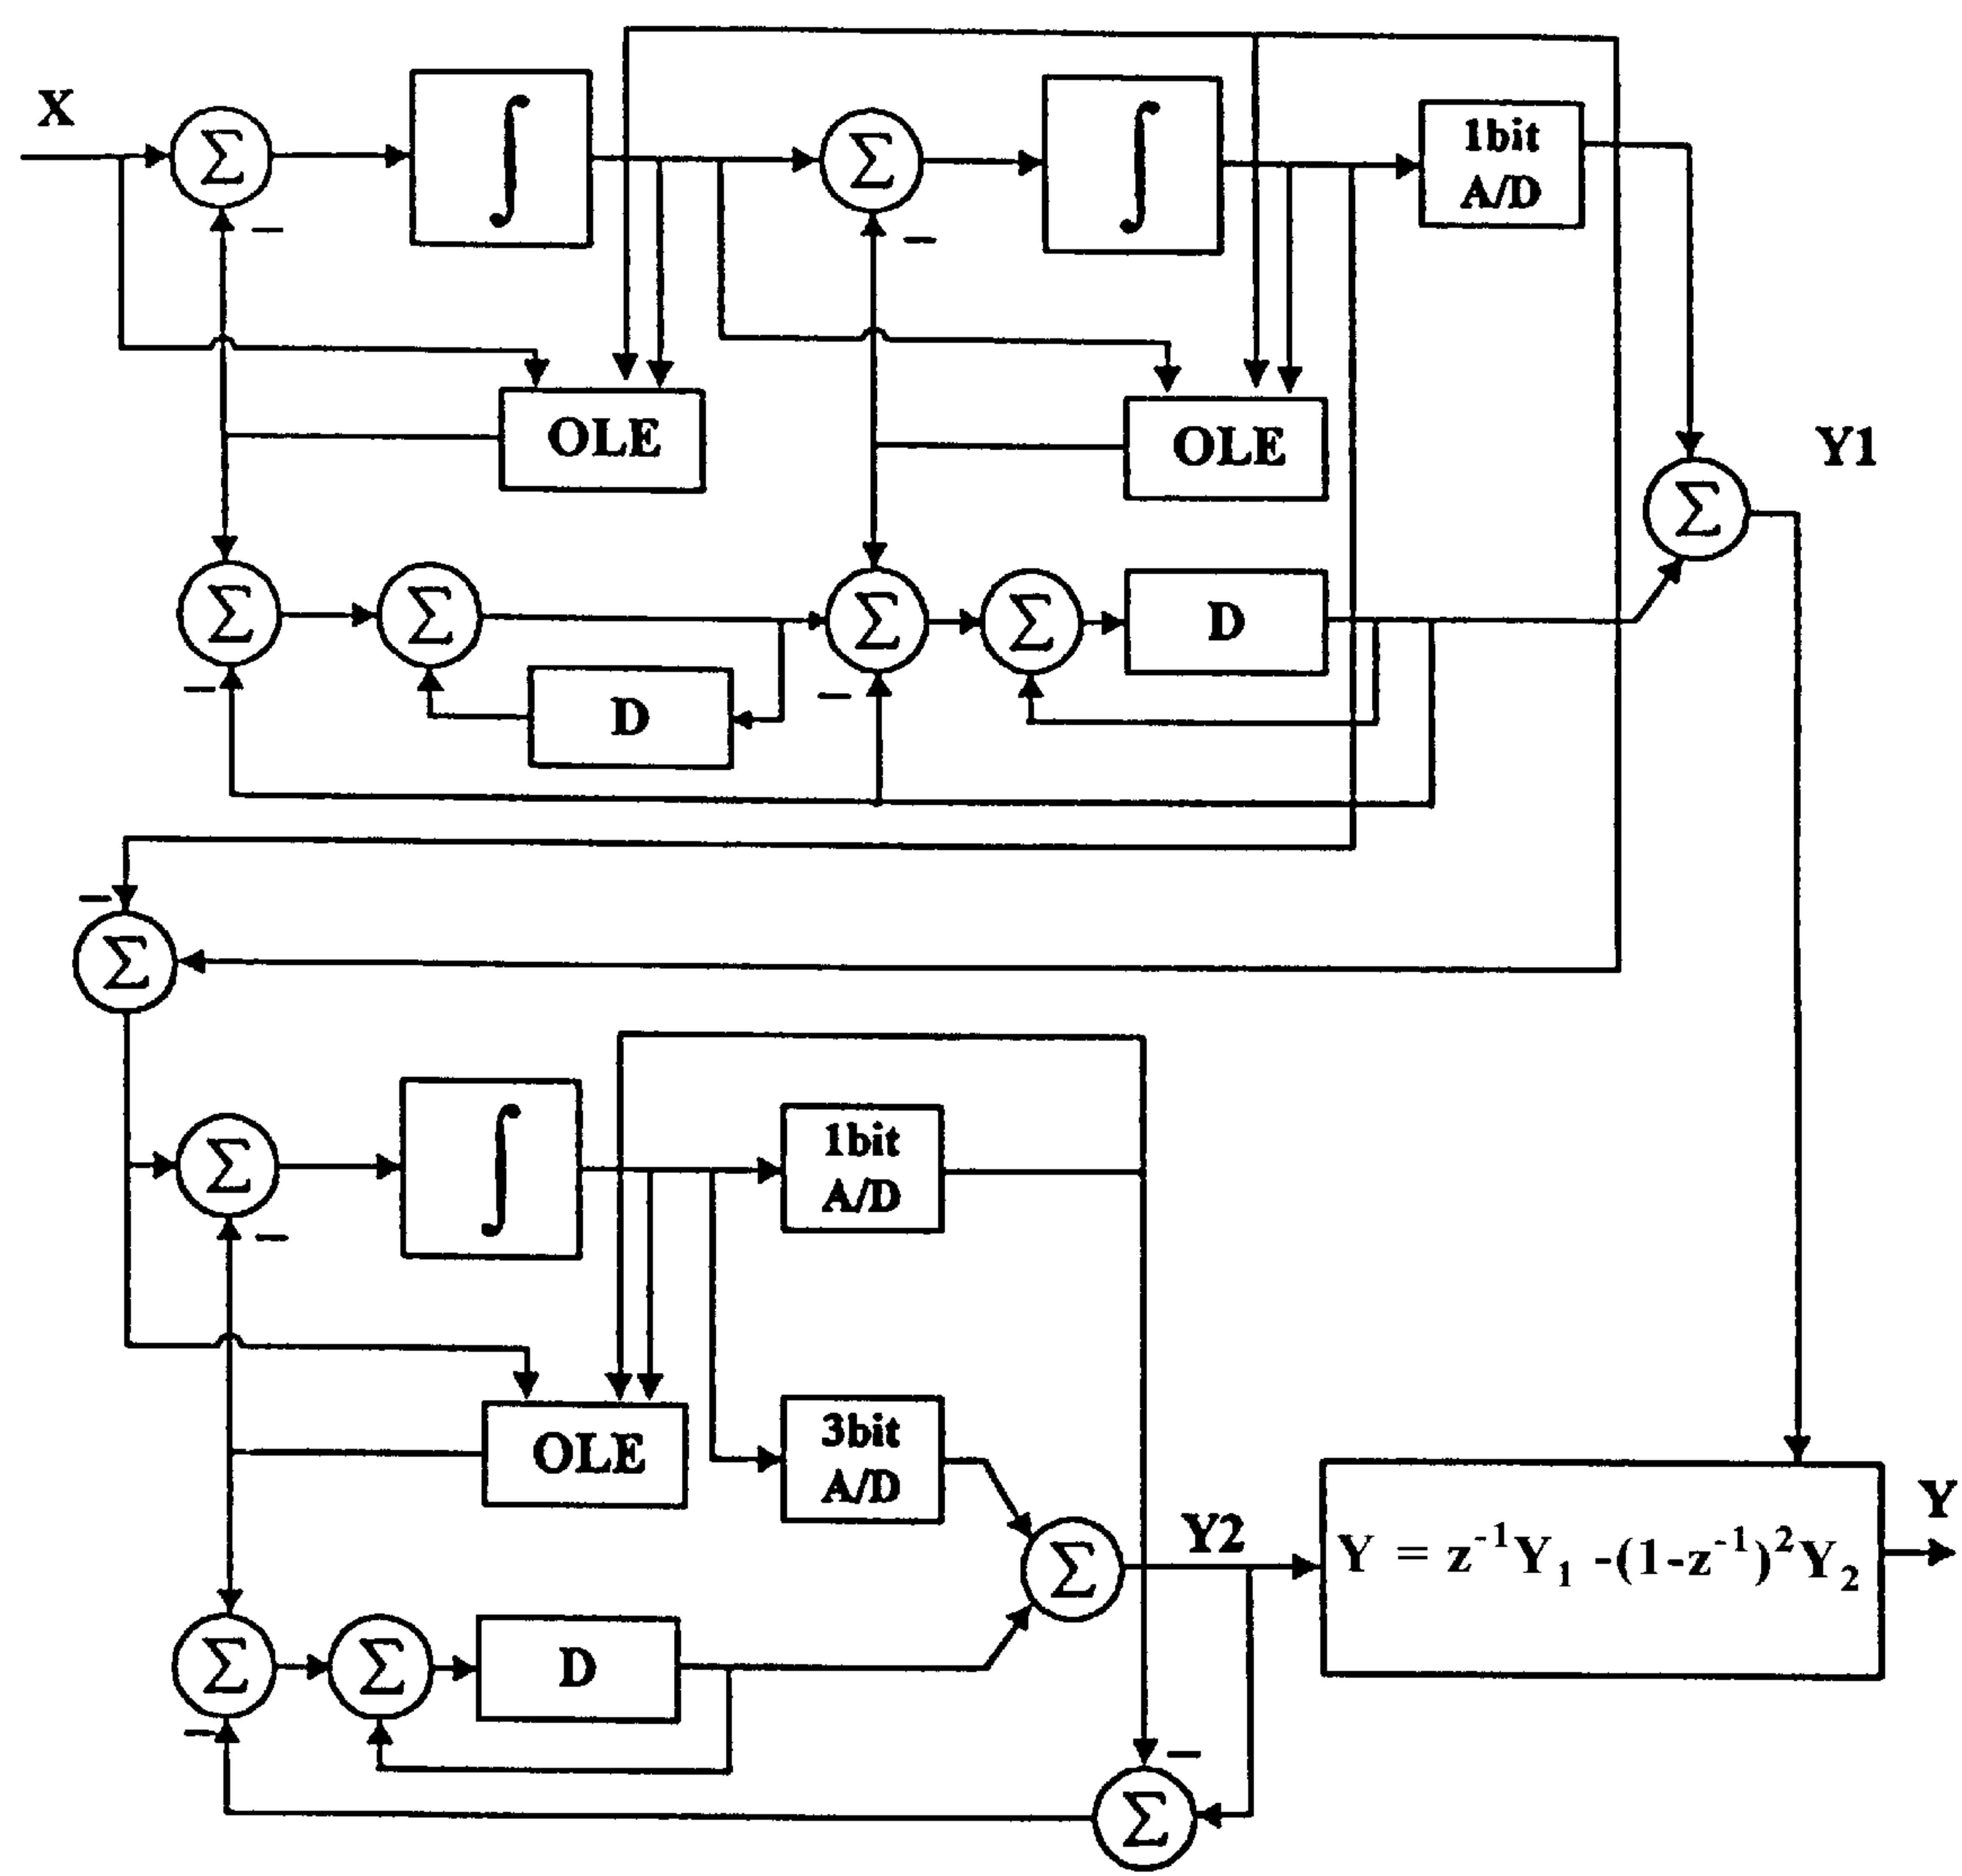 X
Σ
∫
Σ
∫
1bit
A/D
−
−
OLE
OLE
Y1
Σ
Σ
Σ
Σ
Σ
D
−
D
−
−
Σ
Σ
∫
1bit
A/D
−
OLE
3bit
A/D
Σ
Y2
Y = z⁻¹Y₁ -(1-z⁻¹)²Y₂
Y
Σ
Σ
D
−
−
Σ